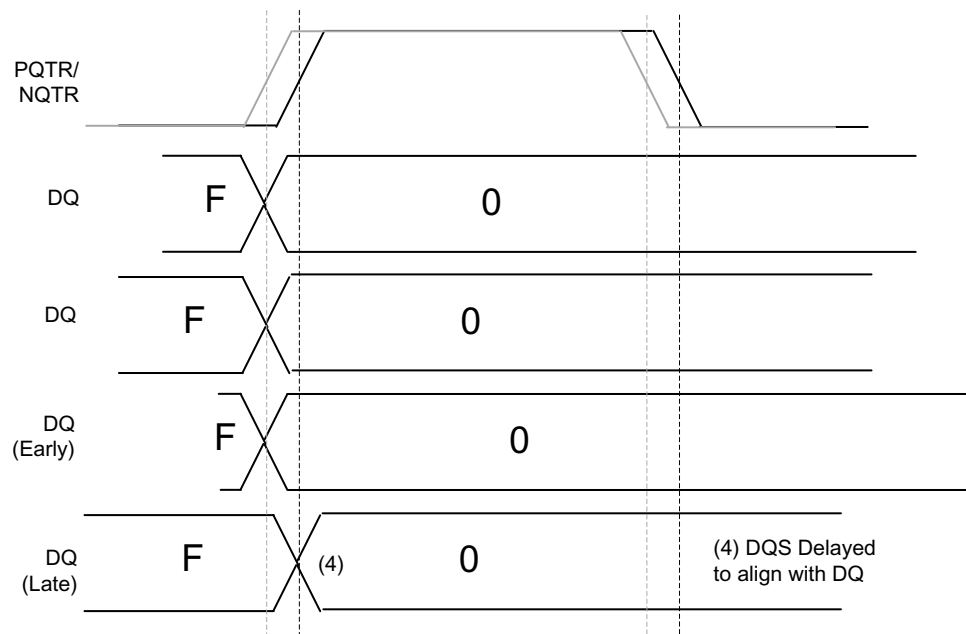 PQTR/
NQTR
DQ
F
0
DQ
F
0
DQ
(Early)
F
0
DQ
(Late)
F
(4)
0
(4) DQS Delayed
to align with DQ